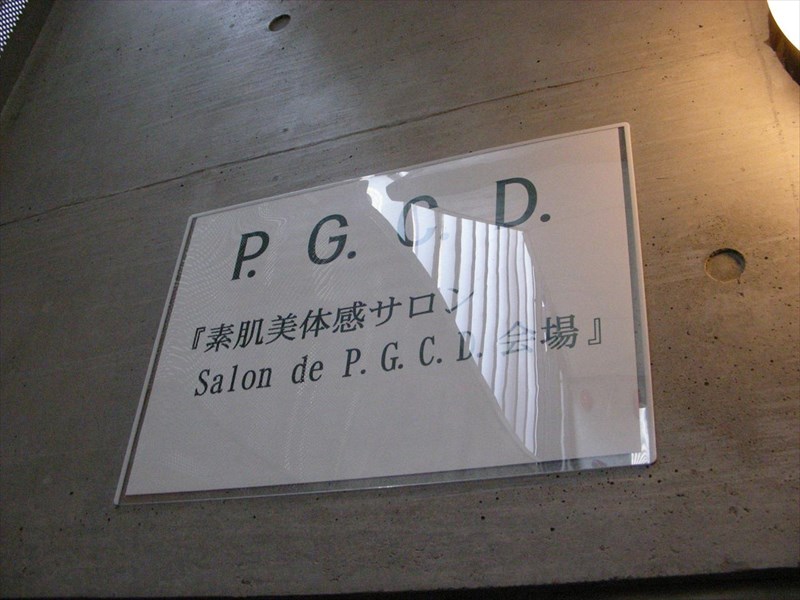 P. G. C. D.
『素肌美体感サロン
Salon de P.G.C.D. 会場』